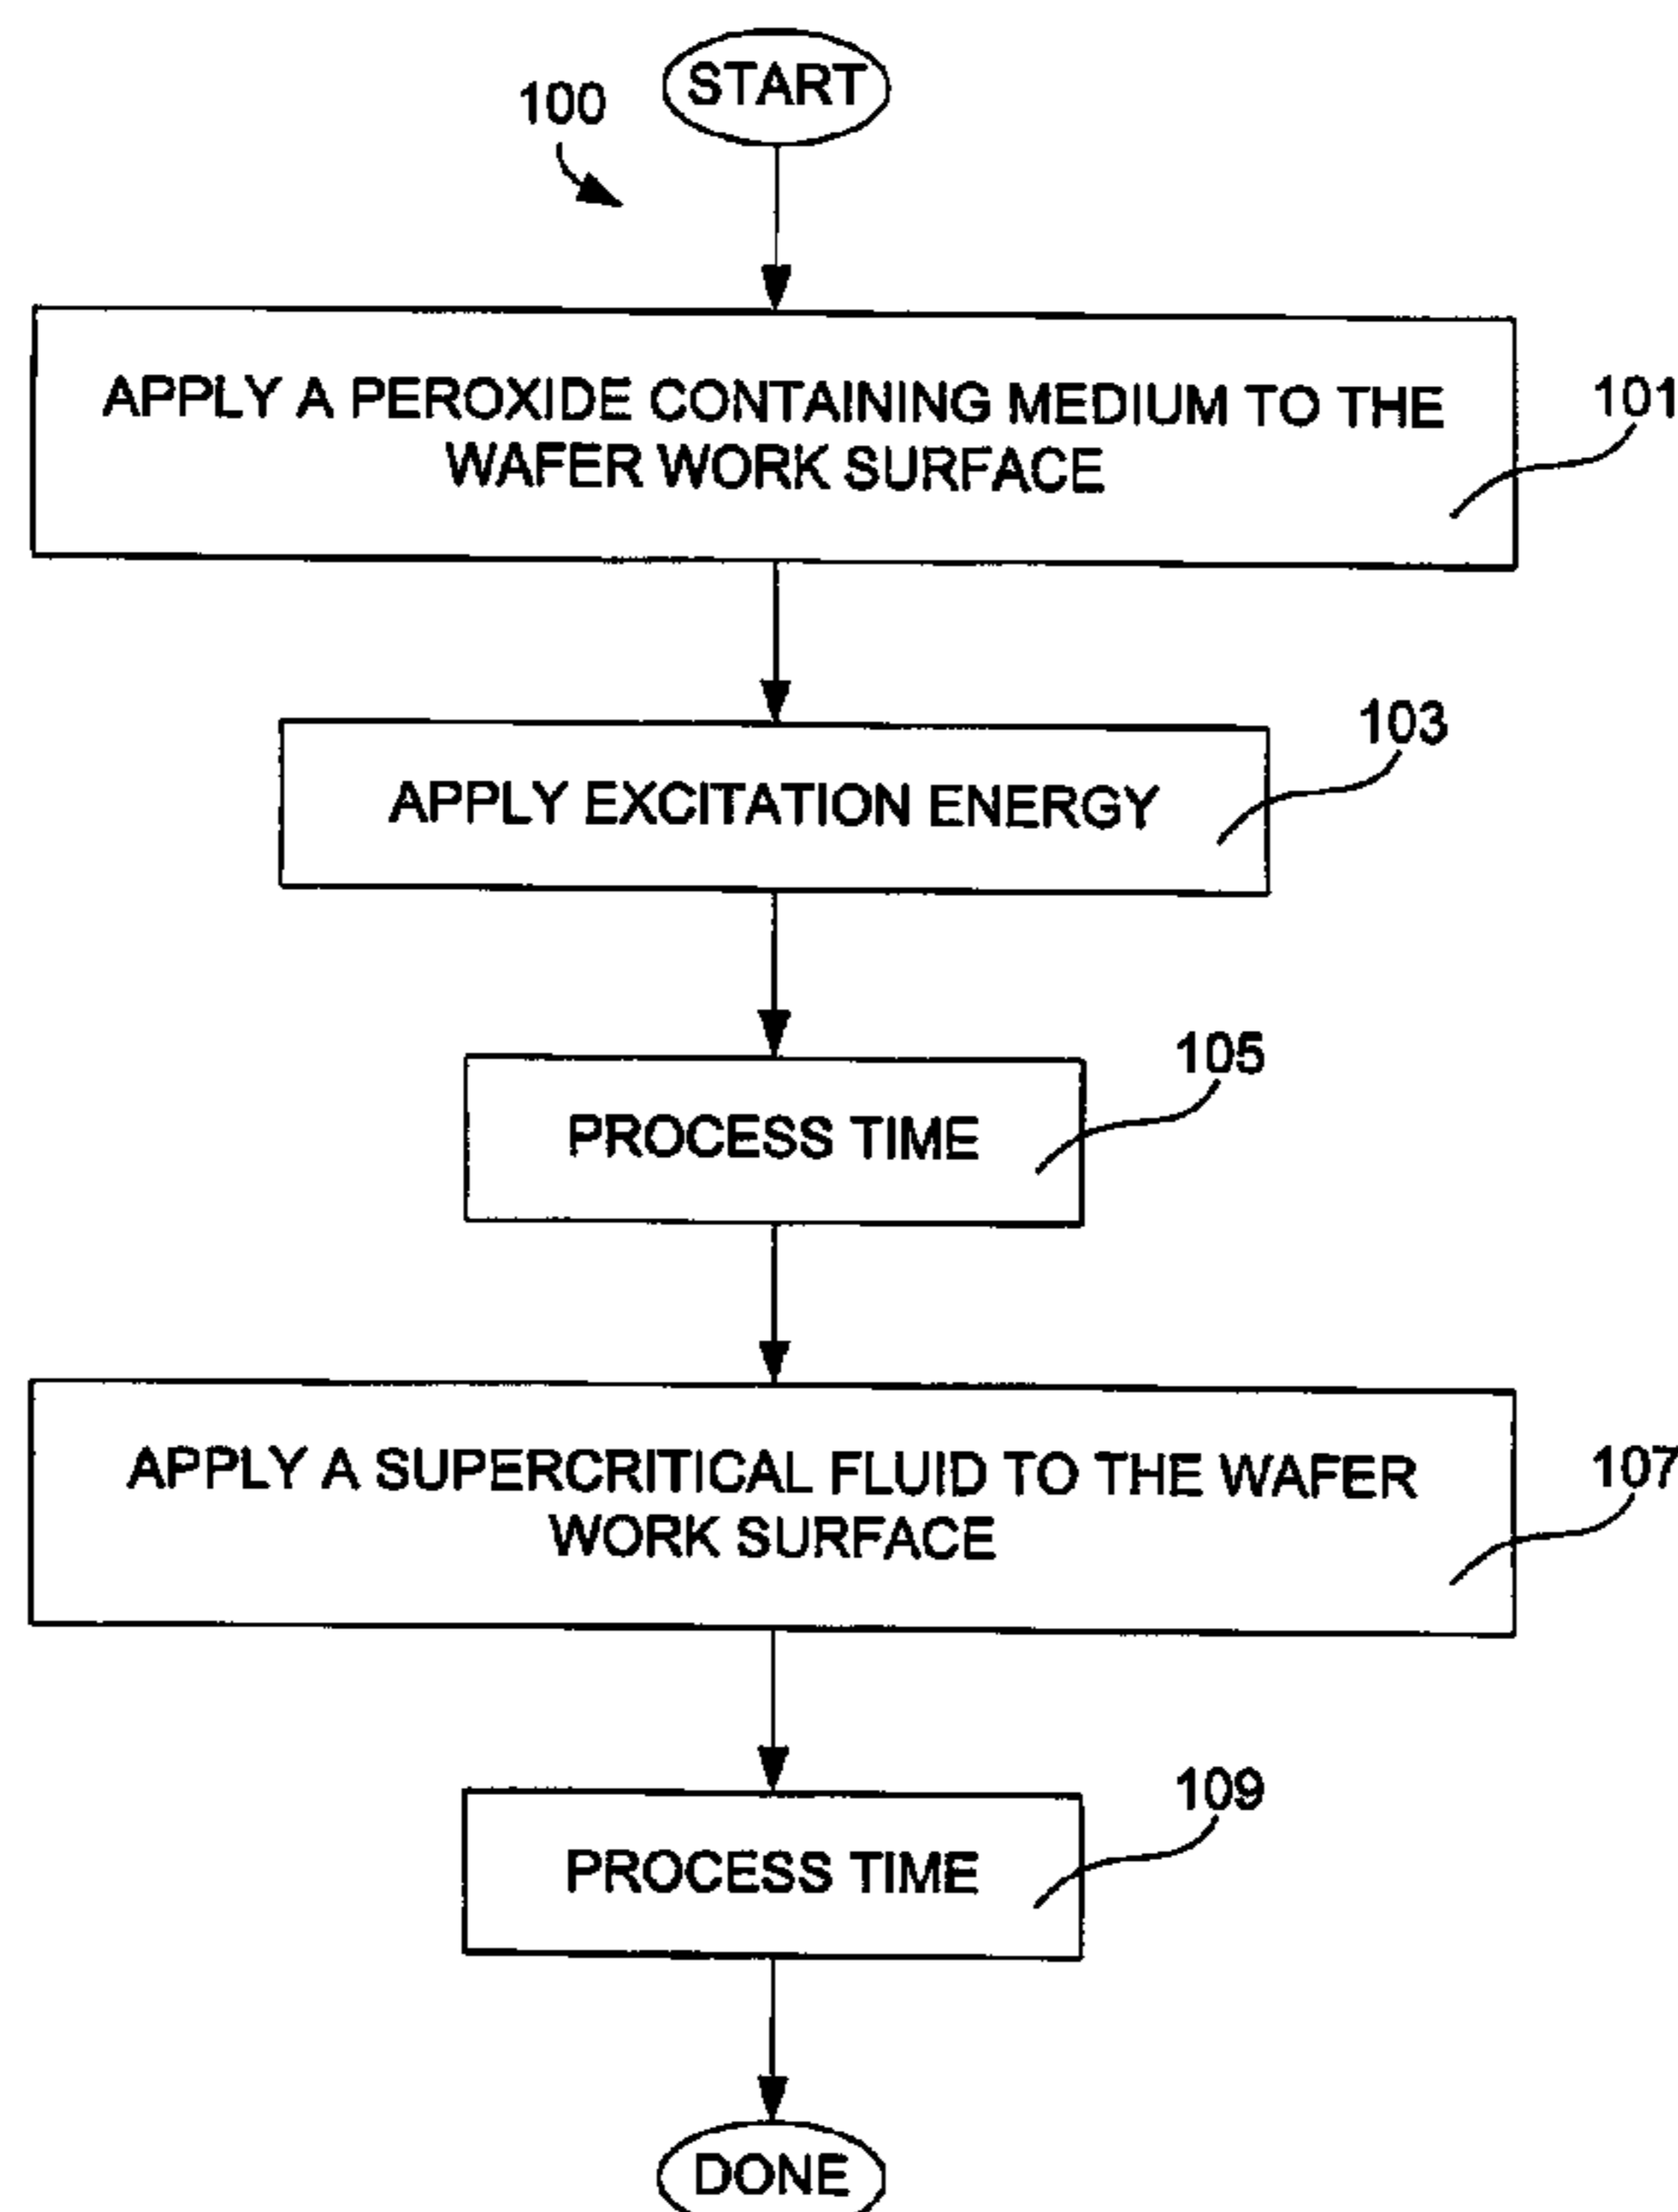 START
100
APPLY A PEROXIDE CONTAINING MEDIUM TO THE
WAFER WORK SURFACE
101
APPLY EXCITATION ENERGY
103
PROCESS TIME
105
APPLY A SUPERCRITICAL FLUID TO THE WAFER
WORK SURFACE
107
PROCESS TIME
109
DONE